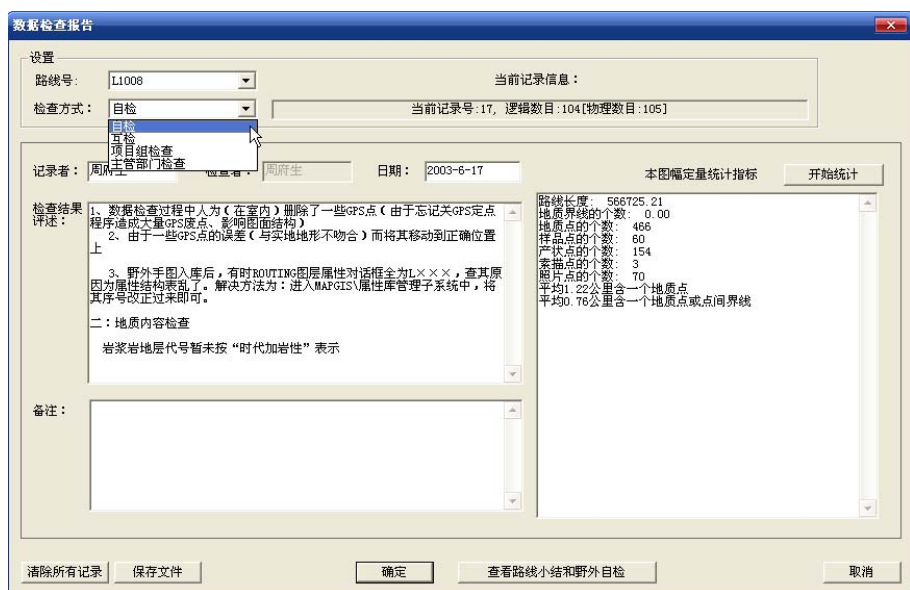 数据检查报告
设置
路线号:
L1008
当前记录信息：
检查方式：
自检
当前记录号:17, 逻辑数目:104[物理数目:105]
自检
互检
项目组检查
主管部门检查
记录者：
周府生
检查者：
周府生
日期：
2003-6-17
本图幅定量统计指标
开始统计
检查结果
评述：
1、数据检查过程中人为(在室内)册除了一些GPS点(由于忘记关GPS定点
程序造成大量GPS废点、影响图面结构)
2、由于一些GPS点的误差(与实地地形不吻合)而将其移动到正确位置
上
3、野外手图入库后，有时ROUTING图层属性对话框全为L×××，查其原
因为属性结构表乱了。解决方法为：进入MAPGIS\属性库管理子系统中，将
其序号改正过来即可。
二：地质内容检查
岩浆岩地层代号暂未按“时代加岩性”表示
路线长度: 566725.21
地质界线的个数: 0.00
地质点的个数: 466
样品点的个数: 60
产状点的个数: 154
素描点的个数: 3
照片点的个数: 70
平均1.22公里含一个地质点
平均0.76公里含一个地质点或点间界线
备注：
清除所有记录
保存文件
确定
查看路线小结和野外自检
取消